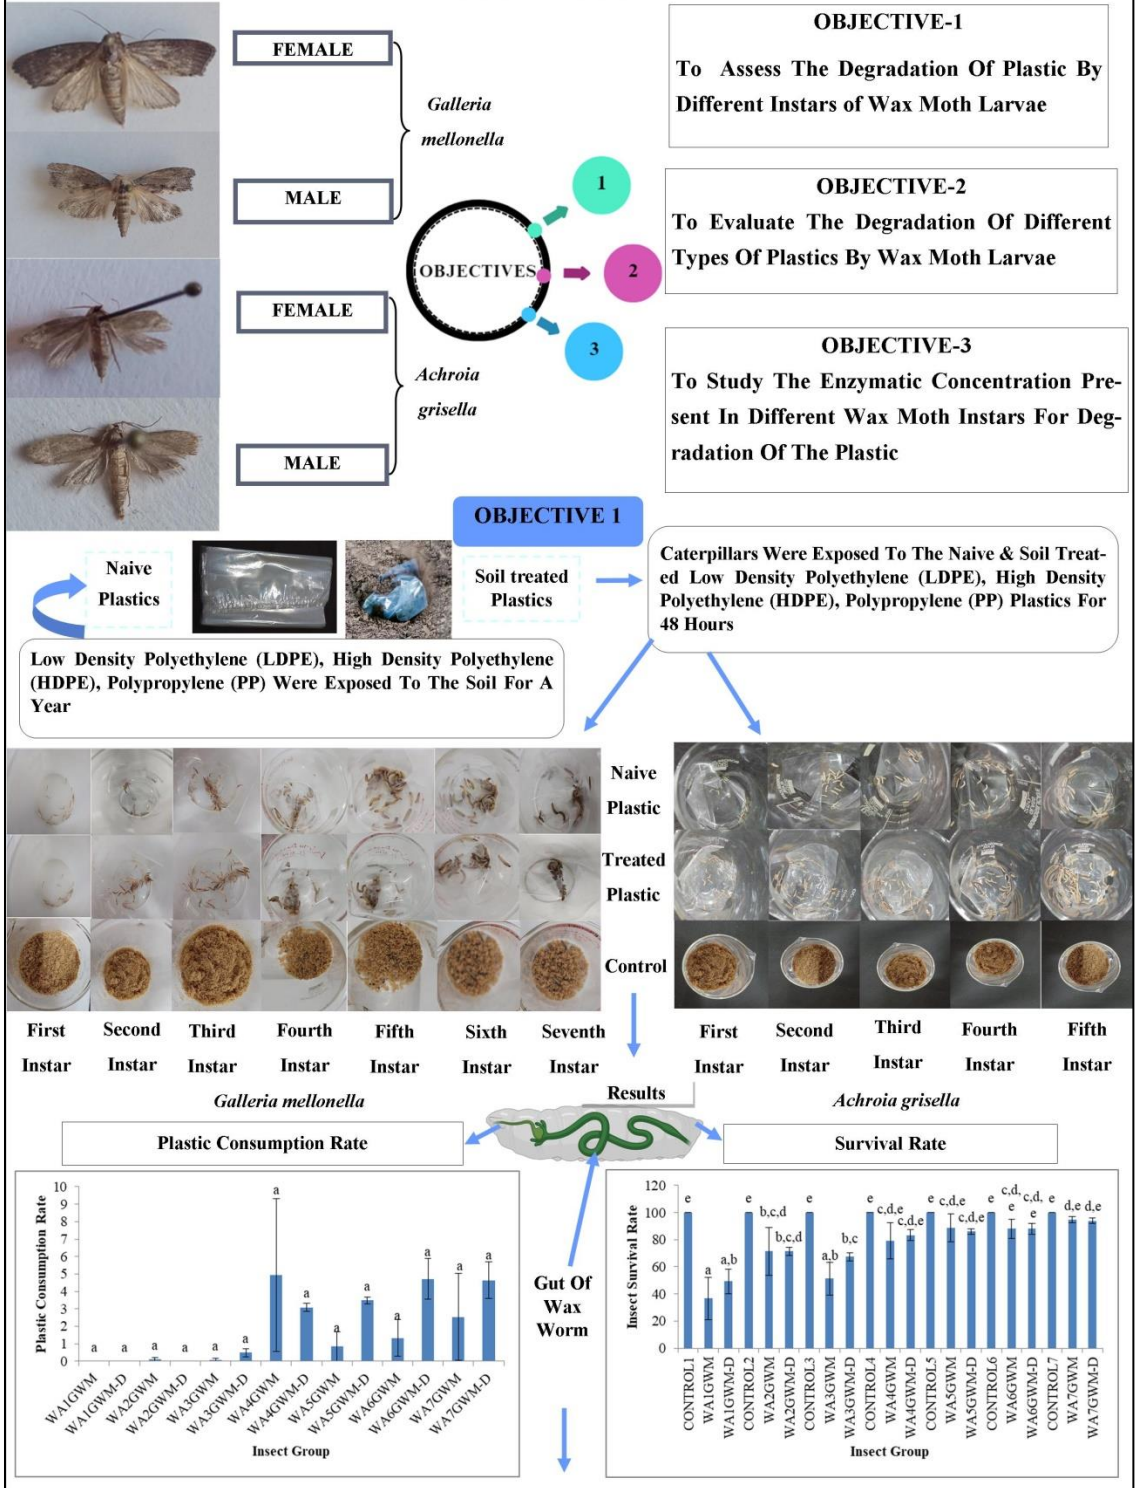 FEMALE
Galleria
mellonella
MALE
FEMALE
Achroia
grisella
MALE
OBJECTIVES
1
2
3
OBJECTIVE-1
To Assess The Degradation Of Plastic By
Different Instars of Wax Moth Larvae
OBJECTIVE-2
To Evaluate The Degradation Of Different
Types Of Plastics By Wax Moth Larvae
OBJECTIVE-3
To Study The Enzymatic Concentration Pre-
sent In Different Wax Moth Instars For Deg-
radation Of The Plastic
OBJECTIVE 1
Naive
Plastics
Soil treated
Plastics
Caterpillars Were Exposed To The Naive & Soil Treat-
ed Low Density Polyethylene (LDPE), High Density
Polyethylene (HDPE), Polypropylene (PP) Plastics For
48 Hours
Low Density Polyethylene (LDPE), High Density Polyethylene
(HDPE), Polypropylene (PP) Were Exposed To The Soil For A
Year
Naive
Plastic
Treated
Plastic
Control
First
Instar
Second
Instar
Third
Instar
Fourth
Instar
Fifth
Instar
Sixth
Instar
Seventh
Instar
First
Instar
Second
Instar
Third
Instar
Fourth
Instar
Fifth
Instar
Galleria mellonella
Results
Achroia grisella
Plastic Consumption Rate
Survival Rate
Plastic Consumption Rate
10
9
8
7
6
5
4
3
2
1
0
a
a
a
a
a
a
a
a
a
a
a
a
a
a
WA1GWM
WA1GWM-D
WA2GWM
WA2GWM-D
WA3GWM
WA3GWM-D
WA4GWM
WA4GWM-D
WA5GWM
WA5GWM-D
WA6GWM
WA6GWM-D
WA7GWM
WA7GWM-D
Insect Group
Gut Of
Wax
Worm
Insect Survival Rate
120
100
80
60
40
20
0
e
a
a,b
e
b,c,d
b,c,d
e
a,b
b,c
e
c,d,e
c,d,e
e
c,d,e
c,d,e
e
c,d,
e
c,d,
e
e
d,e
d,e
CONTROL1
WA1GWM
WA1GWM-D
CONTROL2
WA2GWM
WA2GWM-D
CONTROL3
WA3GWM
WA3GWM-D
CONTROL4
WA4GWM
WA4GWM-D
CONTROL5
WA5GWM
WA5GWM-D
CONTROL6
WA6GWM
WA6GWM-D
CONTROL7
WA7GWM
WA7GWM-D
Insect Group